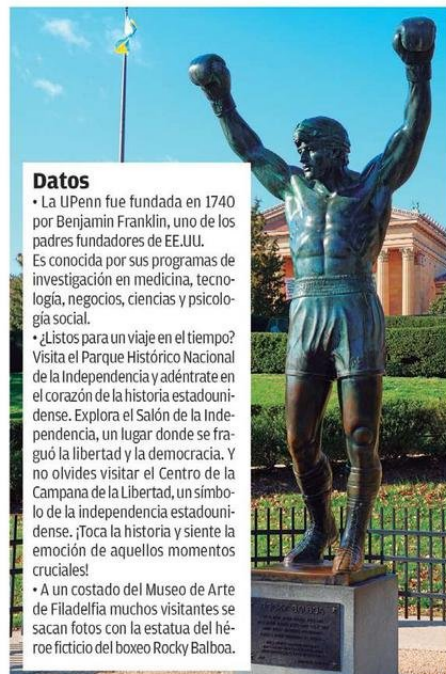 Datos
• La UPenn fue fundada en 1740
por Benjamin Franklin, uno de los
padres fundadores de EE.UU.
Es conocida por sus programas de
investigación en medicina, tecno-
logía, negocios, ciencias y psicolo-
gía social.
• ¿Listos para un viaje en el tiempo?
Visita el Parque Histórico Nacional
de la Independencia y adéntrate en
el corazón de la historia estadouni-
dense. Explora el Salón de la Inde-
pendencia, un lugar donde se fra-
guó la libertad y la democracia. Y
no olvides visitar el Centro de la
Campana de la Libertad, un símbo-
lo de la independencia estadouni-
dense. ¡Toca la historia y siente la
emoción de aquellos momentos
cruciales!
• A un costado del Museo de Arte
de Filadelfia muchos visitantes se
sacan fotos con la estatua del hé-
roe ficticio del boxeo Rocky Balboa.